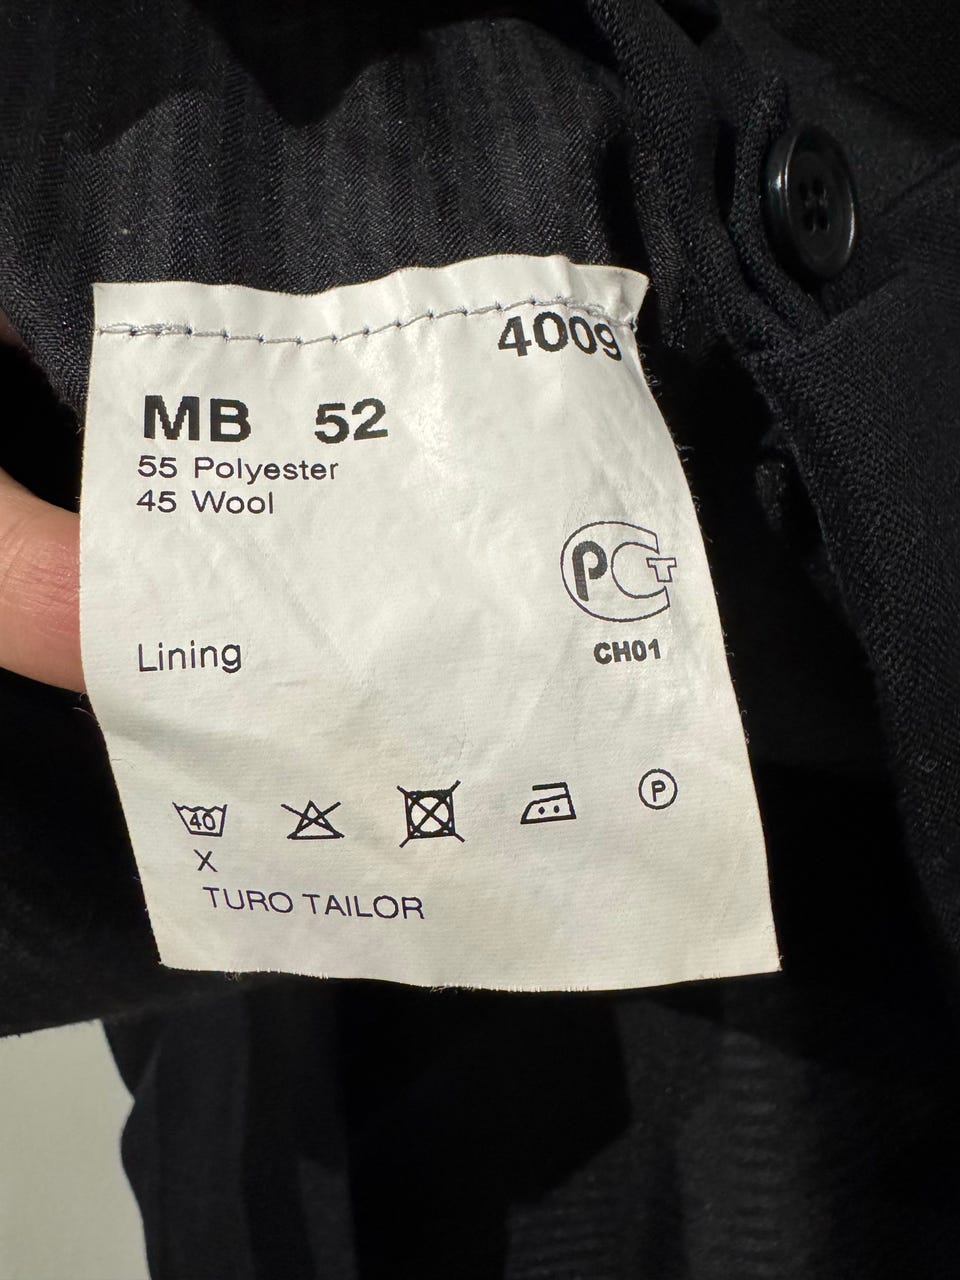 4009
MB 52
55 Polyester
45 Wool
PCT
Lining
CH01
40
P
X
TURO TAILOR